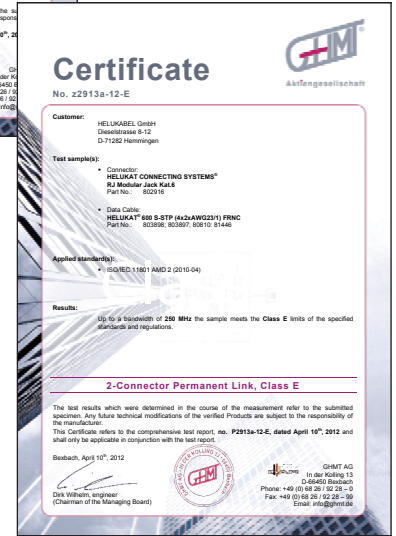 GHMT
Aktiengesellschaft
Certificate
No. z2913a-12-E
Customer:
HELUKABEL GmbH
Dieselstrasse 8-12
D-71282 Hemmingen
Test sample(s):
• Connector:
HELUKAT CONNECTING SYSTEMS®
RJ Modular Jack Kat.6
Part No.: 802916
• Data Cable:
HELUKAT® 600 S-STP (4x2xAWG23/1) FRNC
Part No.: 803898; 803897; 80810; 81446
Applied standard(s):
• ISO/IEC 11801 AMD 2 (2010-04)
Results:
Up to a bandwidth of 250 MHz the sample meets the Class E limits of the specified
standards and regulations.
2-Connector Permanent Link, Class E
The test results which were determined in the course of the measurement refer to the submitted
specimen. Any future technical modifications of the verified Products are subject to the responsibility of
the manufacturer.
This Certificate refers to the comprehensive test report, no. P2913a-12-E, dated April 10th, 2012 and
shall only be applicable in conjunction with the test report.
Bexbach, April 10th, 2012
Dirk Wilhelm, engineer
(Chairman of the Managing Board)
GHMT
GHMT AG
In der Kolling 13
D-66450 Bexbach
Phone: +49 (0) 68 26 / 92 28 – 0
Fax: +49 (0) 68 26 / 92 28 – 99
Email: info@ghmt.de